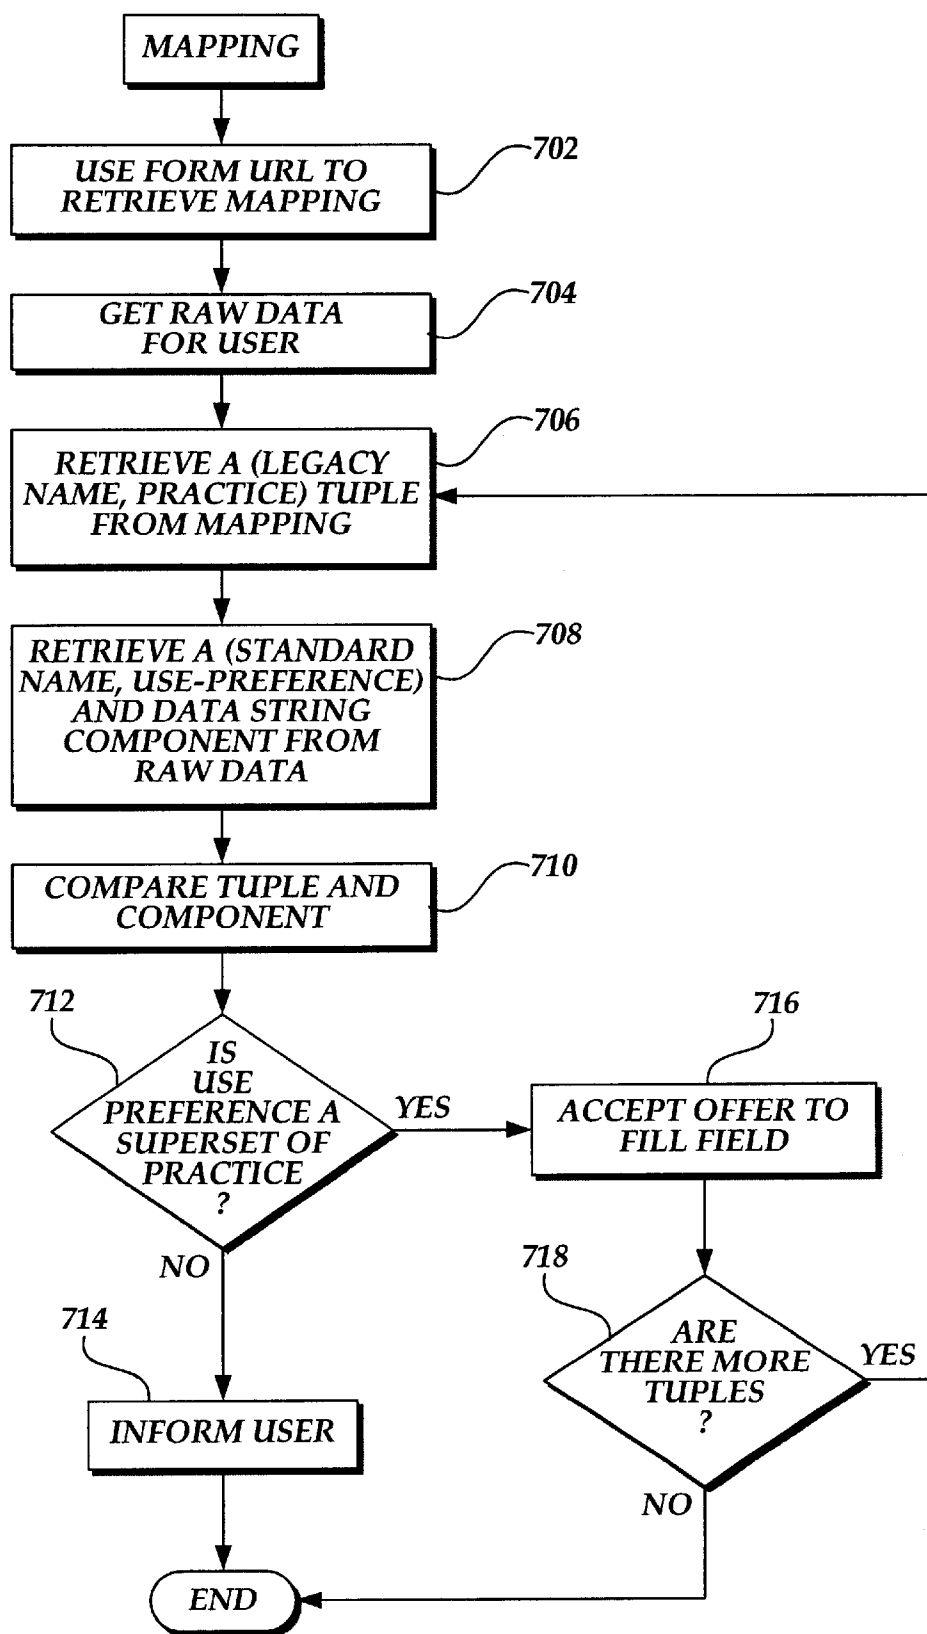 MAPPING
702
USE FORM URL TO
RETRIEVE MAPPING
704
GET RAW DATA
FOR USER
706
RETRIEVE A (LEGACY
NAME, PRACTICE) TUPLE
FROM MAPPING
708
RETRIEVE A (STANDARD
NAME, USE-PREFERENCE)
AND DATA STRING
COMPONENT FROM
RAW DATA
710
COMPARE TUPLE AND
COMPONENT
712
IS
USE
PREFERENCE A
SUPERSET OF
PRACTICE
?
YES
716
ACCEPT OFFER TO
FILL FIELD
NO
718
ARE
THERE MORE
TUPLES
?
YES
714
INFORM USER
NO
END